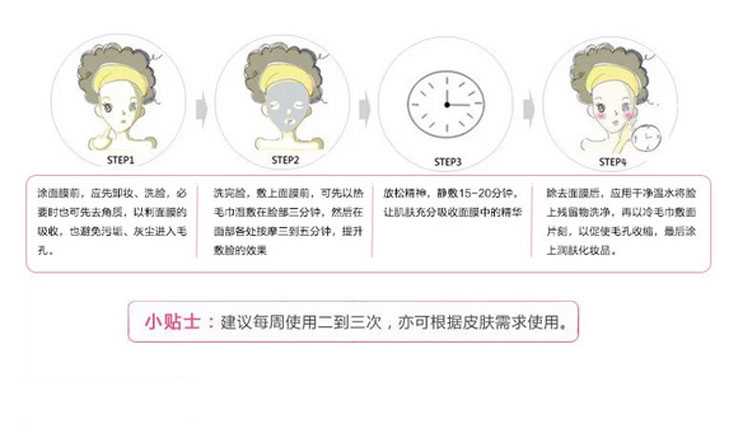 STEP1
STEP2
STEP3
STEP4
涂面膜前，应先卸妆、洗脸，必
要时也可先去角质，以利面膜的
吸收，也避免污垢、灰尘进入毛
孔。
洗完脸，敷上面膜前，可先以热
毛巾湿敷在脸部三分钟，然后在
面部各处按摩三到五分钟，提升
敷脸的效果
放松精神，静敷15-20分钟，
让肌肤充分吸收面膜中的精华
除去面膜后，应用干净温水将脸
上残留物洗净，再以冷毛巾敷面
片刻，以促使毛孔收缩，最后涂
上润肤化妆品。
小贴士：建议每周使用二到三次，亦可根据皮肤需求使用。